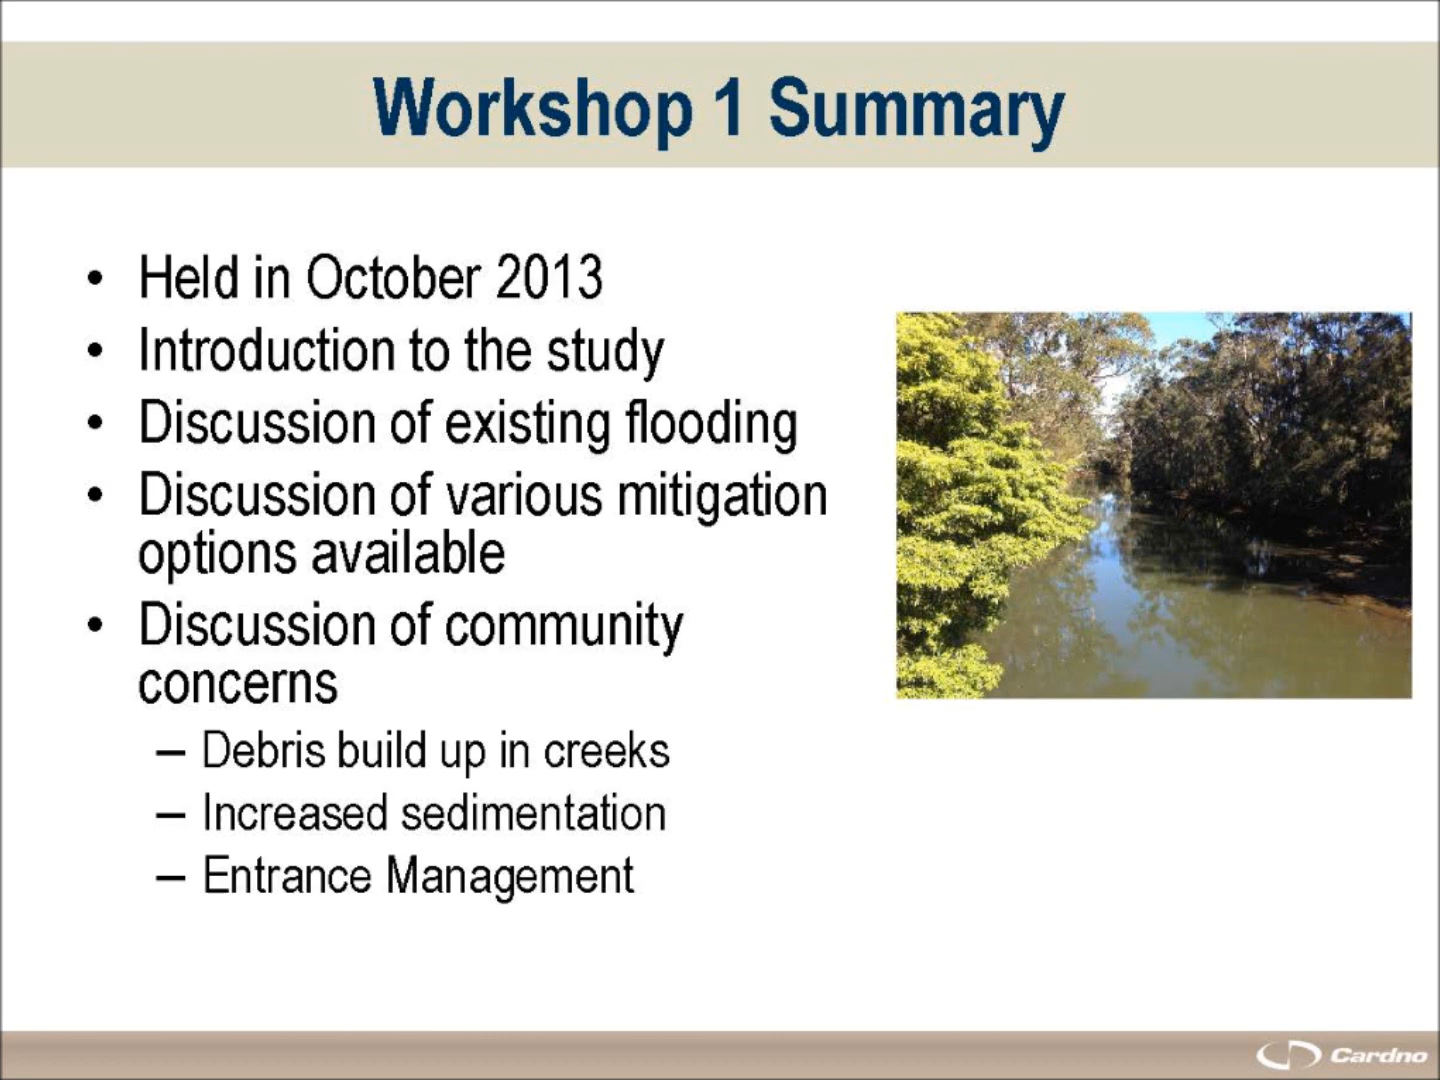 Workshop 1 Summary
• Held in October 2013
• Introduction to the study
• Discussion of existing flooding
• Discussion of various mitigation
options available
• Discussion of community
concerns
– Debris build up in creeks
– Increased sedimentation
– Entrance Management
Cardno